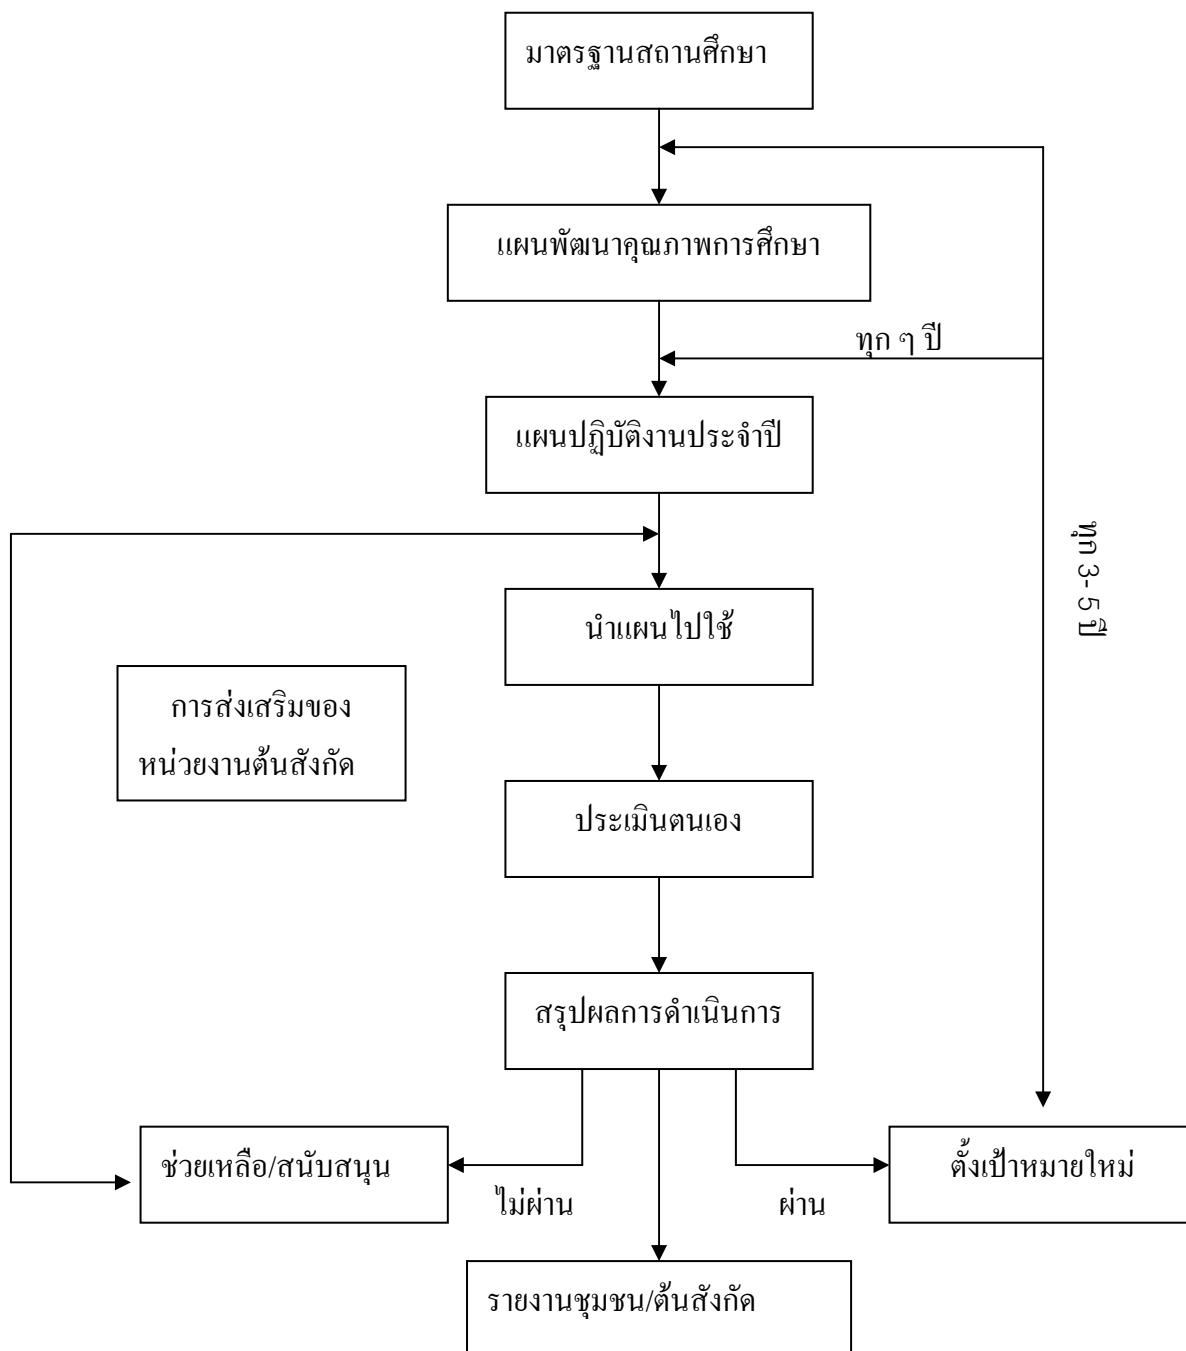 มาตรฐานสถานศึกษา
แผนพัฒนาคุณภาพการศึกษา
ทุก ๆ ปี
แผนปฏิบัติงานประจำปี
ทุก 3- 5 ปี
นำแผนไปใช้
การส่งเสริมของ
หน่วยงานต้นสังกัด
ประเมินตนเอง
สรุปผลการดำเนินการ
ช่วยเหลือ/สนับสนุน
ตั้งเป้าหมายใหม่
ไม่ผ่าน
ผ่าน
รายงานชุมชน/ต้นสังกัด